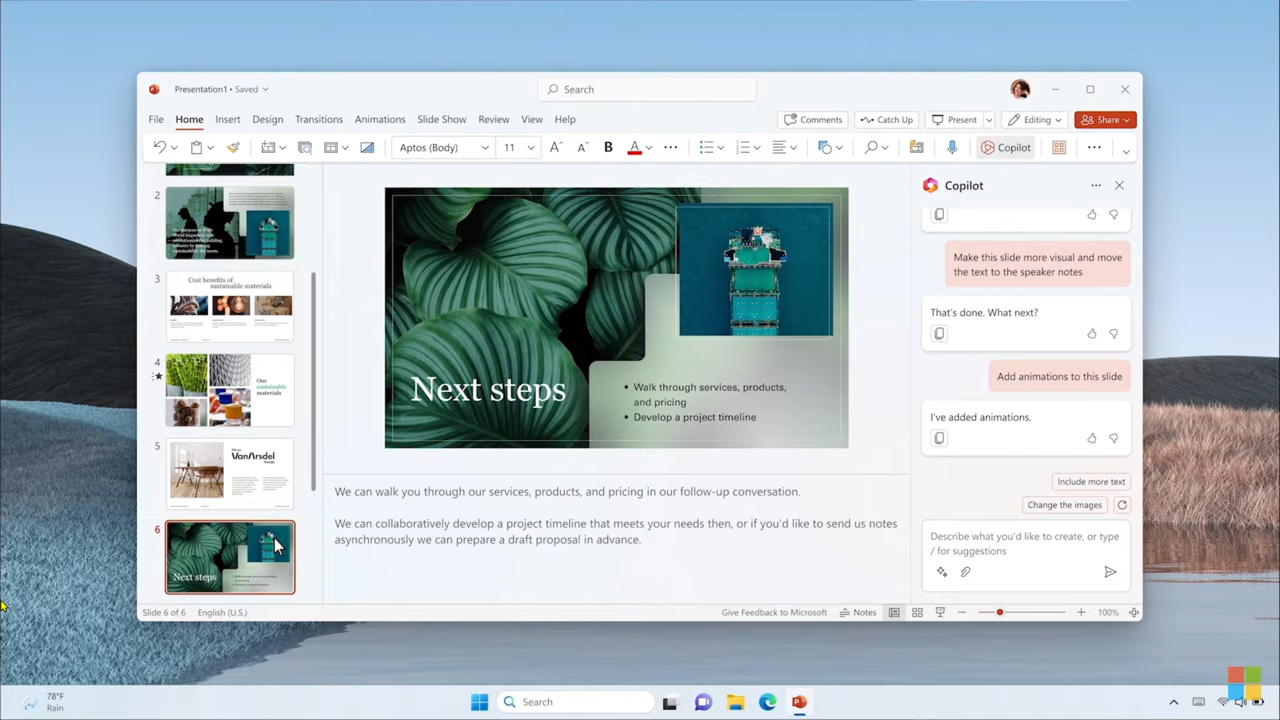 Presentation1 • Saved
Search
File Home Insert Design Transitions Animations Slide Show Review View Help
Comments Catch Up Present Editing Share
Aptos (Body) B A Copilot
2
3
Cost benefits of
sustainable materials
4
Our
sustainable
materials
5
VanArsdel
6
Next steps
Next steps
• Walk through services, products,
and pricing
• Develop a project timeline
We can walk you through our services, products, and pricing in our follow-up conversation.
We can collaboratively develop a project timeline that meets your needs then, or if you'd like to send us notes
asynchronously we can prepare a draft proposal in advance.
Copilot
Make this slide more visual and move
the text to the speaker notes
That's done. What next?
Add animations to this slide
I've added animations.
Include more text
Change the images
Describe what you'd like to create, or type
/ for suggestions
Slide 6 of 6 English (U.S.) Give Feedback to Microsoft Notes 100%
78°F
Rain
Search